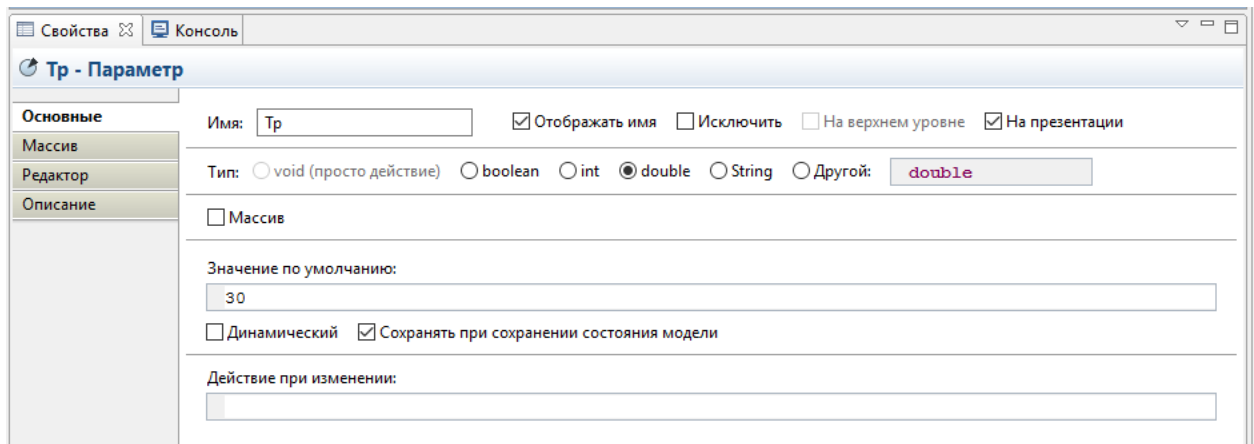 Свойства Консоль
Тр - Параметр
Основные
Массив
Редактор
Описание
Имя: Тр Отображать имя Исключить На верхнем уровне На презентации
Тип: void (просто действие) boolean int double String Другой: double
Массив
Значение по умолчанию:
30
Динамический Сохранять при сохранении состояния модели
Действие при изменении: